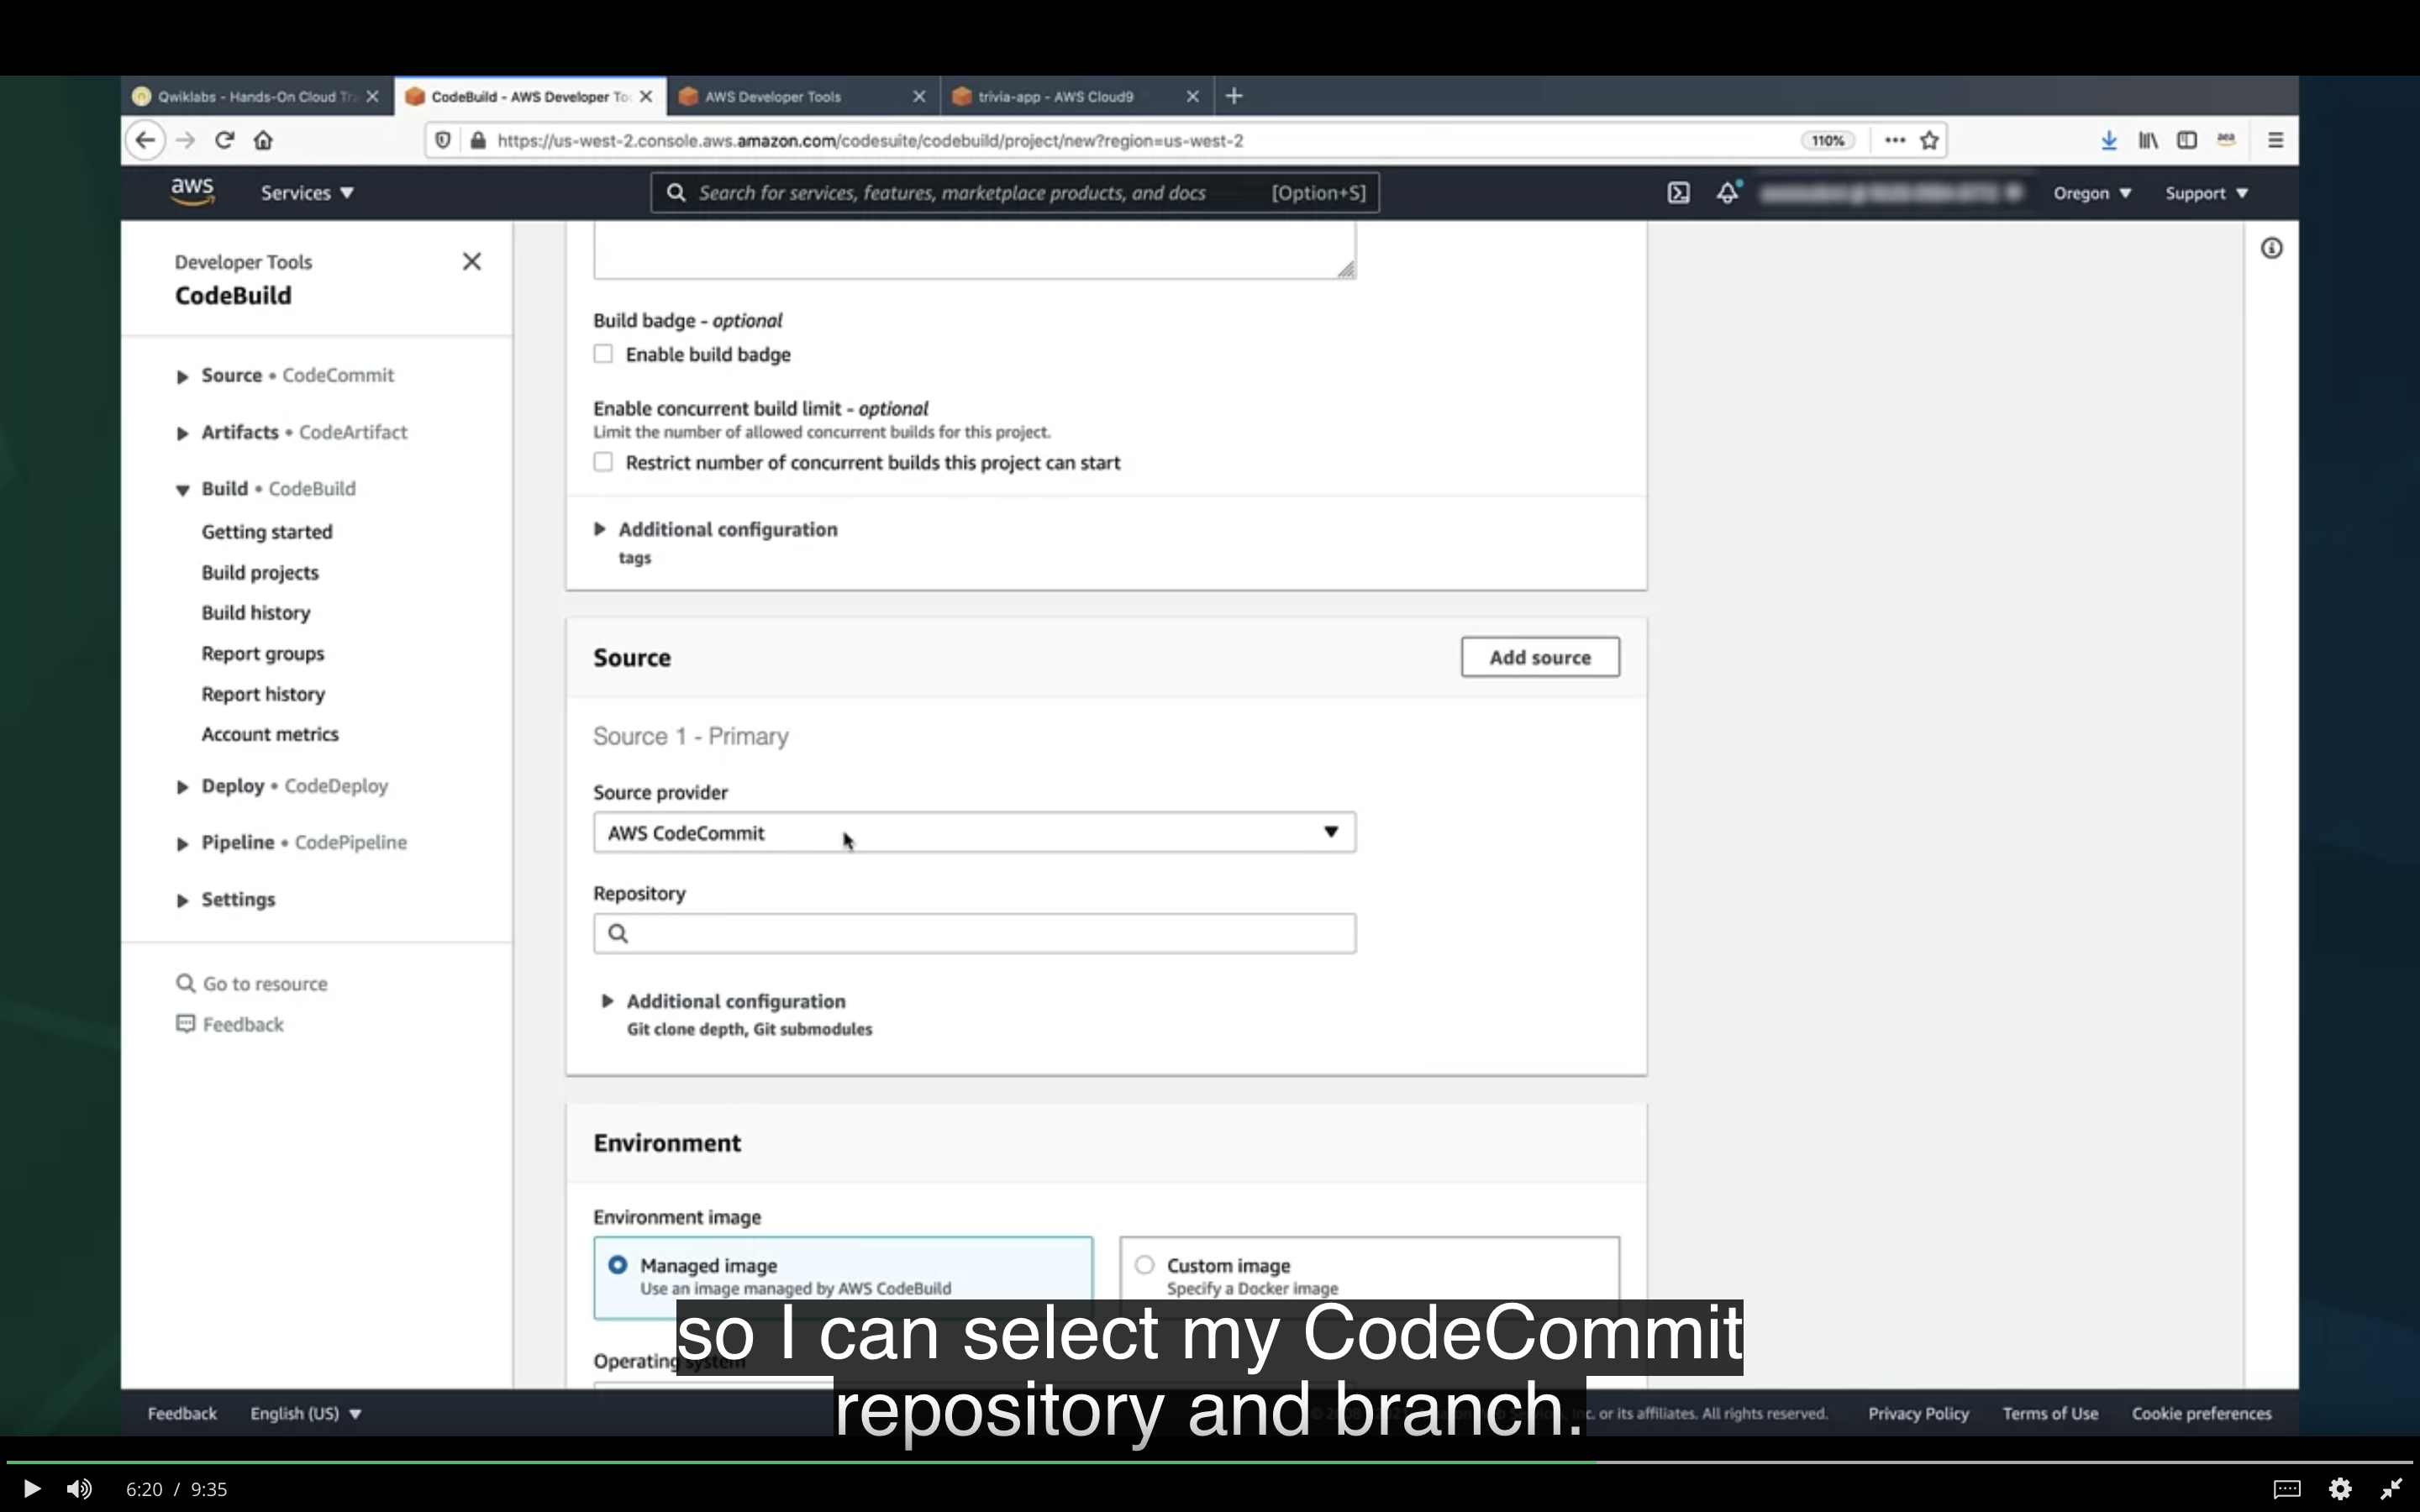 Qwiklabs - Hands-On Cloud Tr
CodeBuild - AWS Developer To
AWS Developer Tools
trivia-app - AWS Cloud9
https://us-west-2.console.aws.amazon.com/codesuite/codebuild/project/new?region=us-west-2
110%
aws
Services
Search for services, features, marketplace products, and docs [Option+S]
Oregon
Support
Developer Tools
CodeBuild
Source • CodeCommit
Artifacts • CodeArtifact
Build • CodeBuild
Getting started
Build projects
Build history
Report groups
Report history
Account metrics
Deploy • CodeDeploy
Pipeline • CodePipeline
Settings
Go to resource
Feedback
Build badge - optional
Enable build badge
Enable concurrent build limit - optional
Limit the number of allowed concurrent builds for this project.
Restrict number of concurrent builds this project can start
Additional configuration
tags
Source
Add source
Source 1 - Primary
Source provider
AWS CodeCommit
Repository
Additional configuration
Git clone depth, Git submodules
Environment
Environment image
Managed image
Use an image managed by AWS CodeBuild
Custom image
Specify a Docker image
Operating system
so I can select my CodeCommit
repository and branch.
Feedback
English (US)
or its affiliates. All rights reserved.
Privacy Policy
Terms of Use
Cookie preferences
6:20 / 9:35